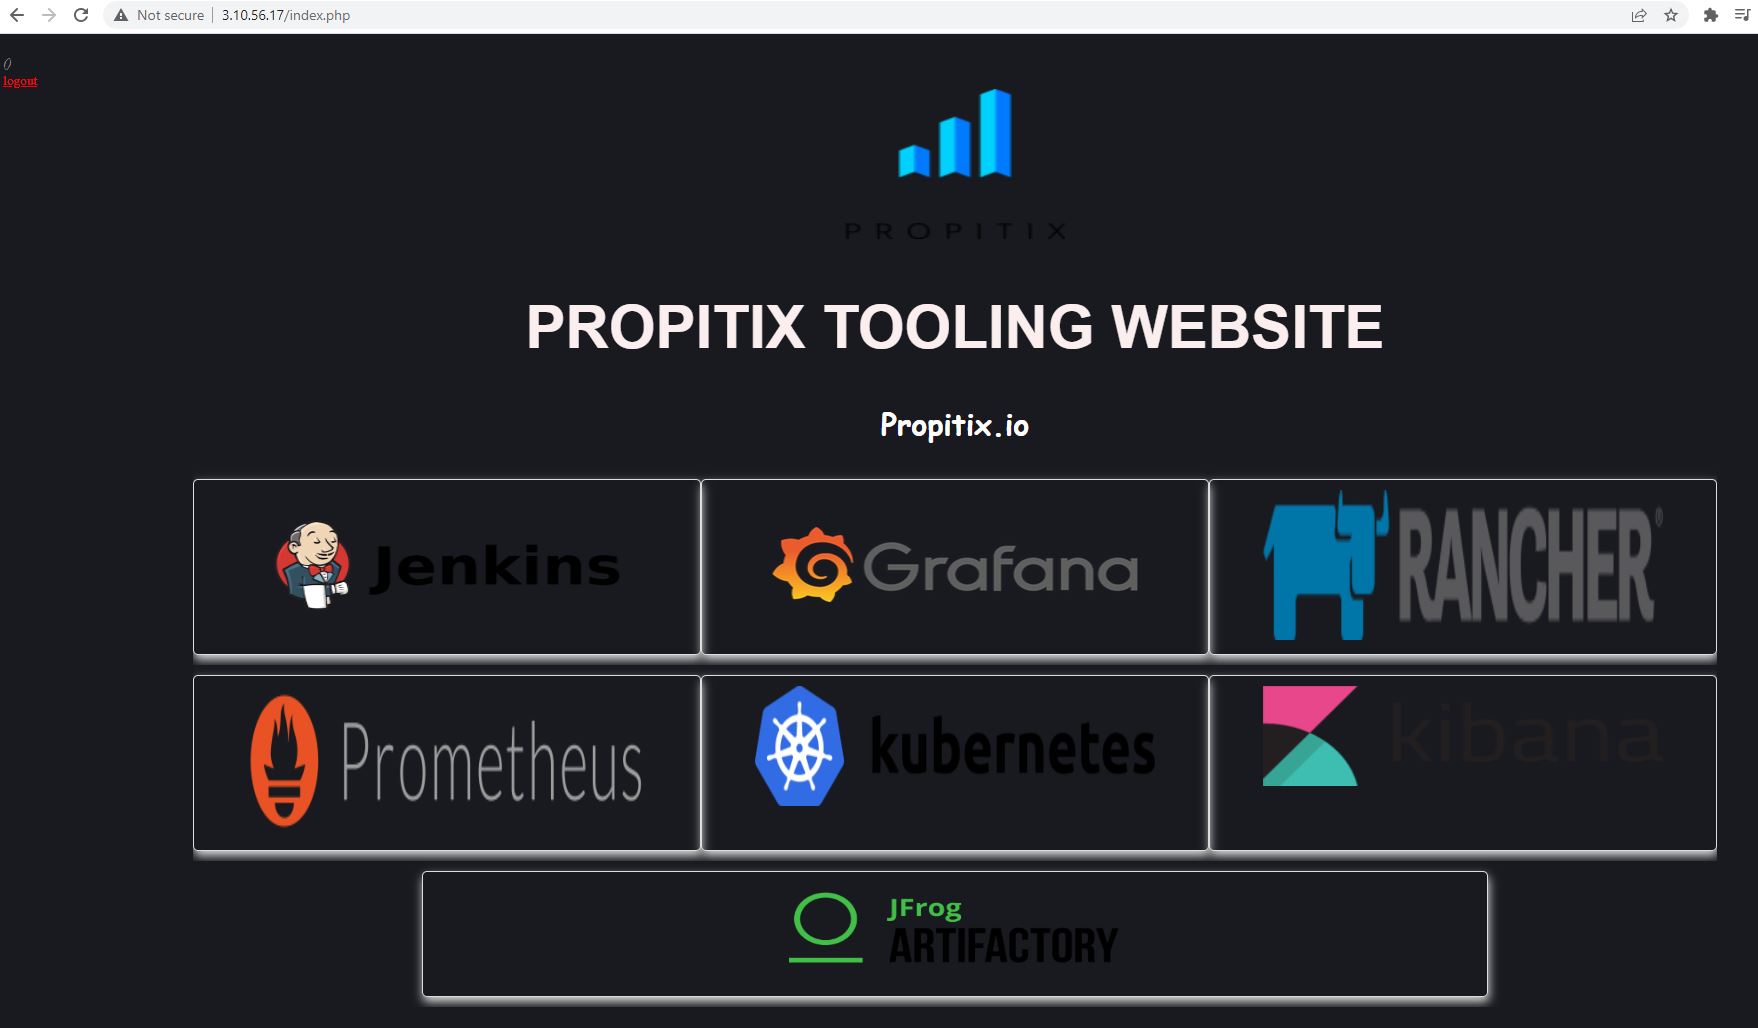 Not secure | 3.10.56.17/index.php
()
logout
PROPITIX
PROPITIX TOOLING WEBSITE
Propitix.io
Jenkins
Grafana
RANCHER®
Prometheus
kubernetes
kibana
JFrog
ARTIFACTORY